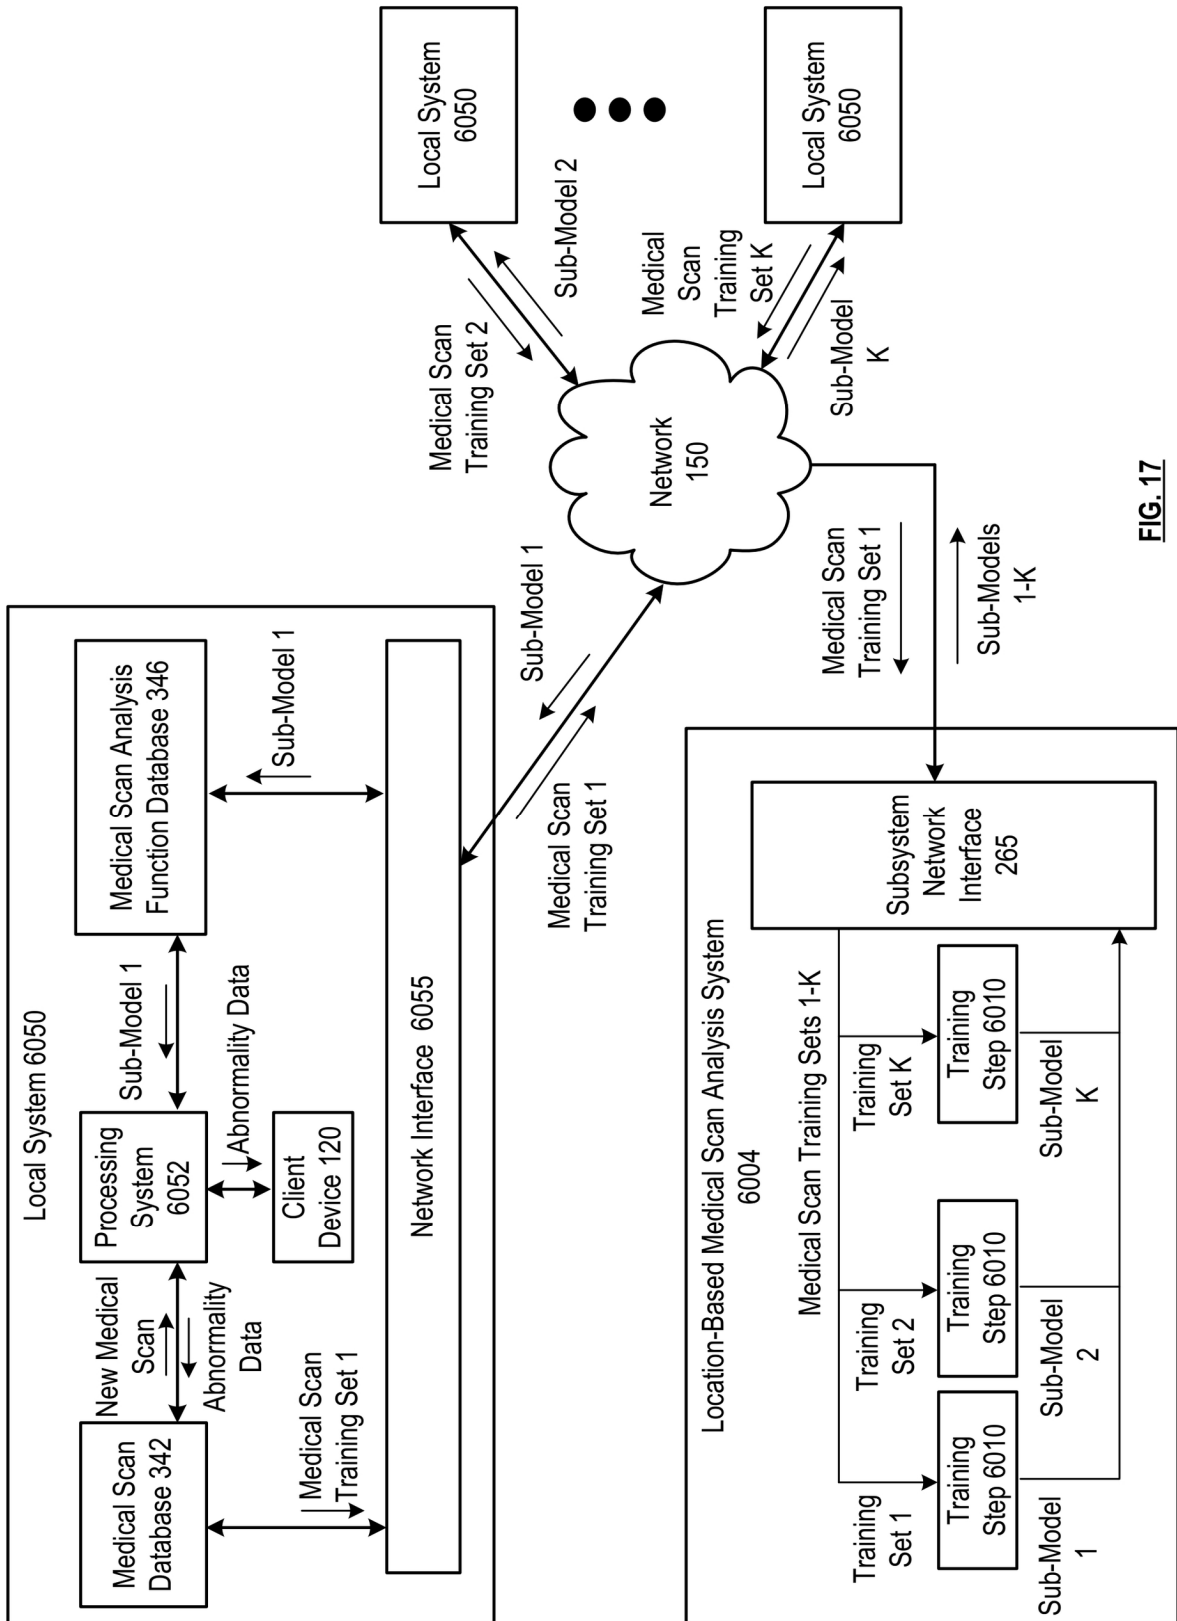 Local System 6050
Medical Scan
Database 342
New Medical
Scan
Abnormality
Data
Processing
System
6052
Sub-Model 1
Medical Scan Analysis
Function Database 346
Abnormality Data
Client
Device 120
Sub-Model 1
Medical Scan
Training Set 1
Network Interface 6055
Sub-Model 1
Medical Scan
Training Set 1
Network
150
Medical Scan
Training Set 2
Sub-Model 2
Local System
6050
Medical
Scan
Training
Set K
Sub-Model
K
Local System
6050
Medical Scan
Training Set 1
Sub-Models
1-K
Location-Based Medical Scan Analysis System
6004
Medical Scan Training Sets 1-K
Subsystem
Network
Interface
265
Training
Set 1
Training
Step 6010
Sub-Model
1
Training
Set 2
Training
Step 6010
Sub-Model
2
Training
Set K
Training
Step 6010
Sub-Model
K
FIG. 17